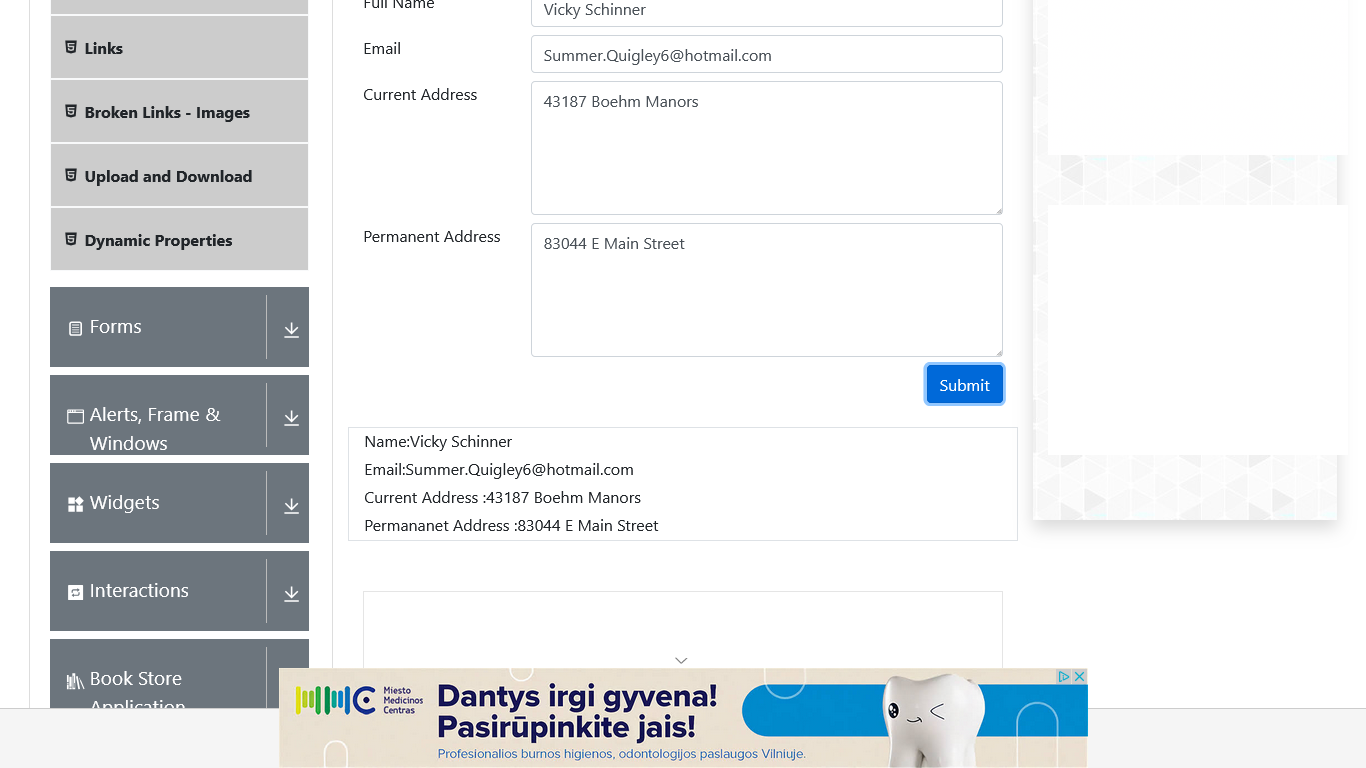 Links
Broken Links - Images
Upload and Download
Dynamic Properties
Forms
Alerts, Frame &
Windows
Widgets
Interactions
Book Store
Application
Full Name
Vicky Schinner
Email
Summer.Quigley6@hotmail.com
Current Address
43187 Boehm Manors
Permanent Address
83044 E Main Street
Submit
Name:Vicky Schinner
Email:Summer.Quigley6@hotmail.com
Current Address :43187 Boehm Manors
Permananet Address :83044 E Main Street
Miesto
Medicinos
Centras
Dantys irgi gyvena!
Pasirūpinkite jais!
Profesionalios burnos higienos, odontologijos paslaugos Vilniuje.